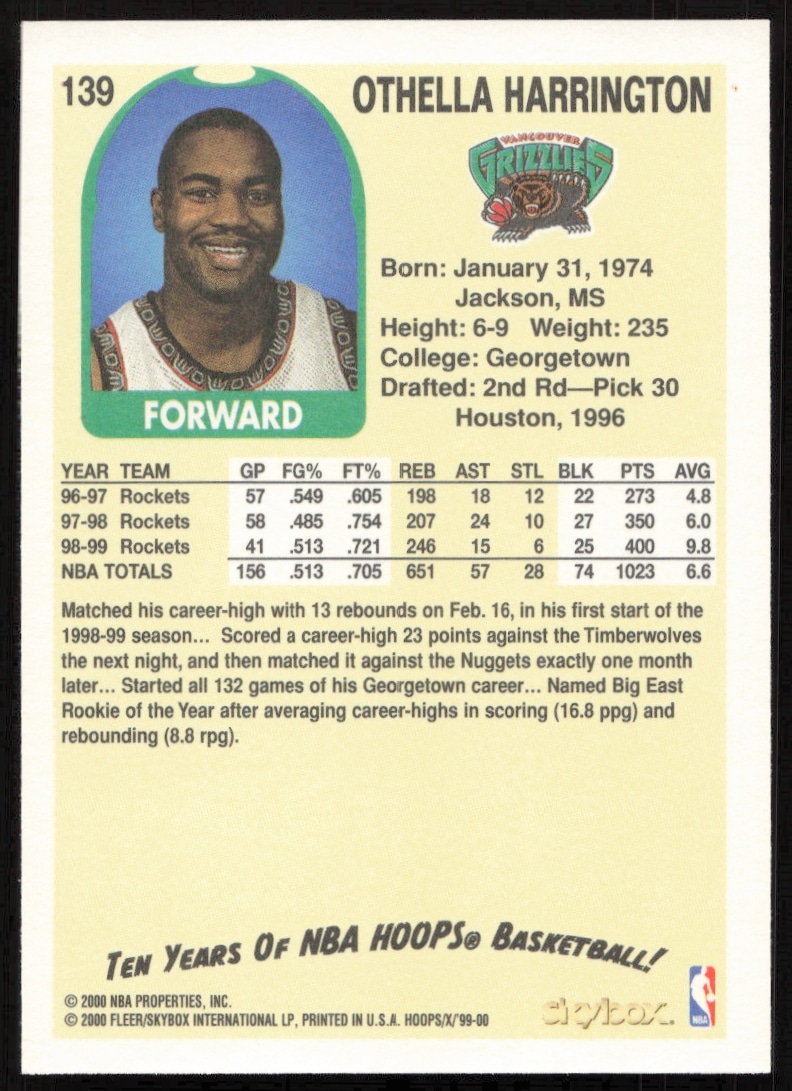 139
OTHELLA HARRINGTON
VANCOUVER
GRIZZLIES
Born: January 31, 1974
Jackson, MS
Height: 6-9 Weight: 235
College: Georgetown
Drafted: 2nd Rd—Pick 30
Houston, 1996
FORWARD
YEAR TEAM GP FG% FT% REB AST STL BLK PTS AVG
96-97 Rockets 57 .549 .605 198 18 12 22 273 4.8
97-98 Rockets 58 .485 .754 207 24 10 27 350 6.0
98-99 Rockets 41 .513 .721 246 15 6 25 400 9.8
NBA TOTALS 156 .513 .705 651 57 28 74 1023 6.6
Matched his career-high with 13 rebounds on Feb. 16, in his first start of the
1998-99 season... Scored a career-high 23 points against the Timberwolves
the next night, and then matched it against the Nuggets exactly one month
later... Started all 132 games of his Georgetown career... Named Big East
Rookie of the Year after averaging career-highs in scoring (16.8 ppg) and
rebounding (8.8 rpg).
TEN YEARS OF NBA HOOPS® BASKETBALL!
© 2000 NBA PROPERTIES, INC.
© 2000 FLEER/SKYBOX INTERNATIONAL LP, PRINTED IN U.S.A. HOOPS/X/'99-00
skybox.
NBA